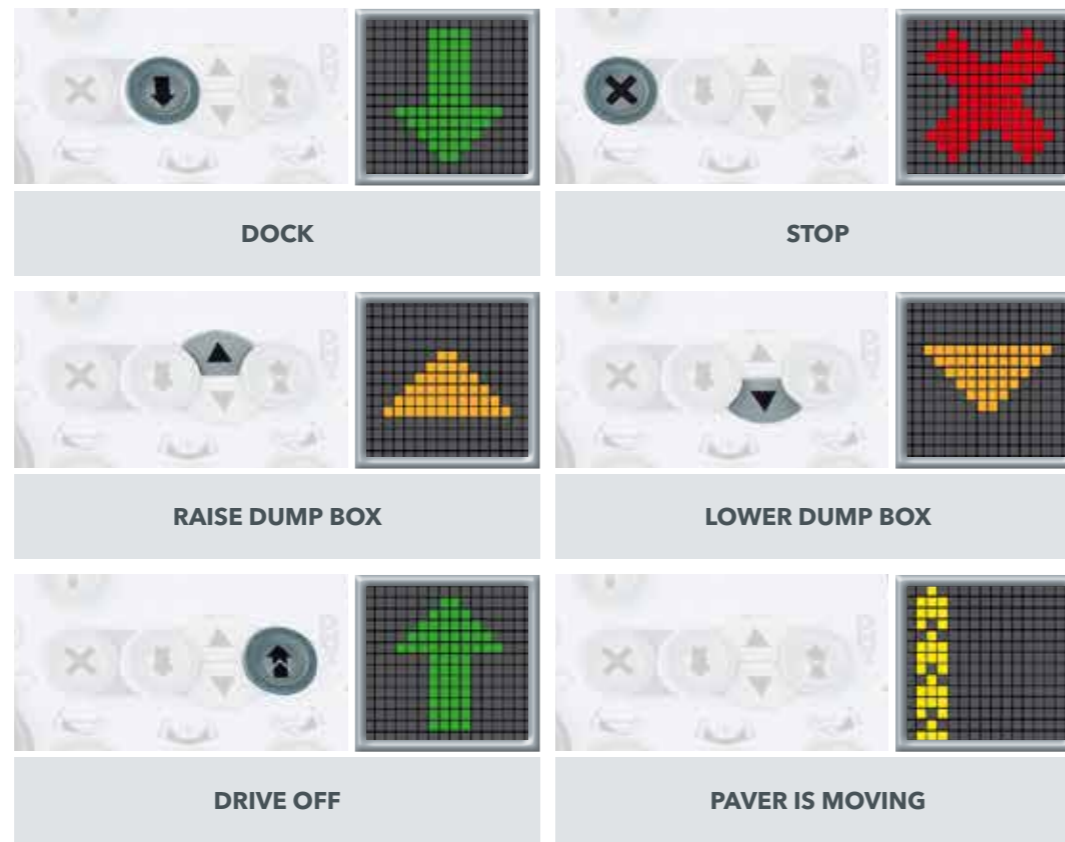 DOCK
STOP
RAISE DUMP BOX
LOWER DUMP BOX
DRIVE OFF
PAVER IS MOVING